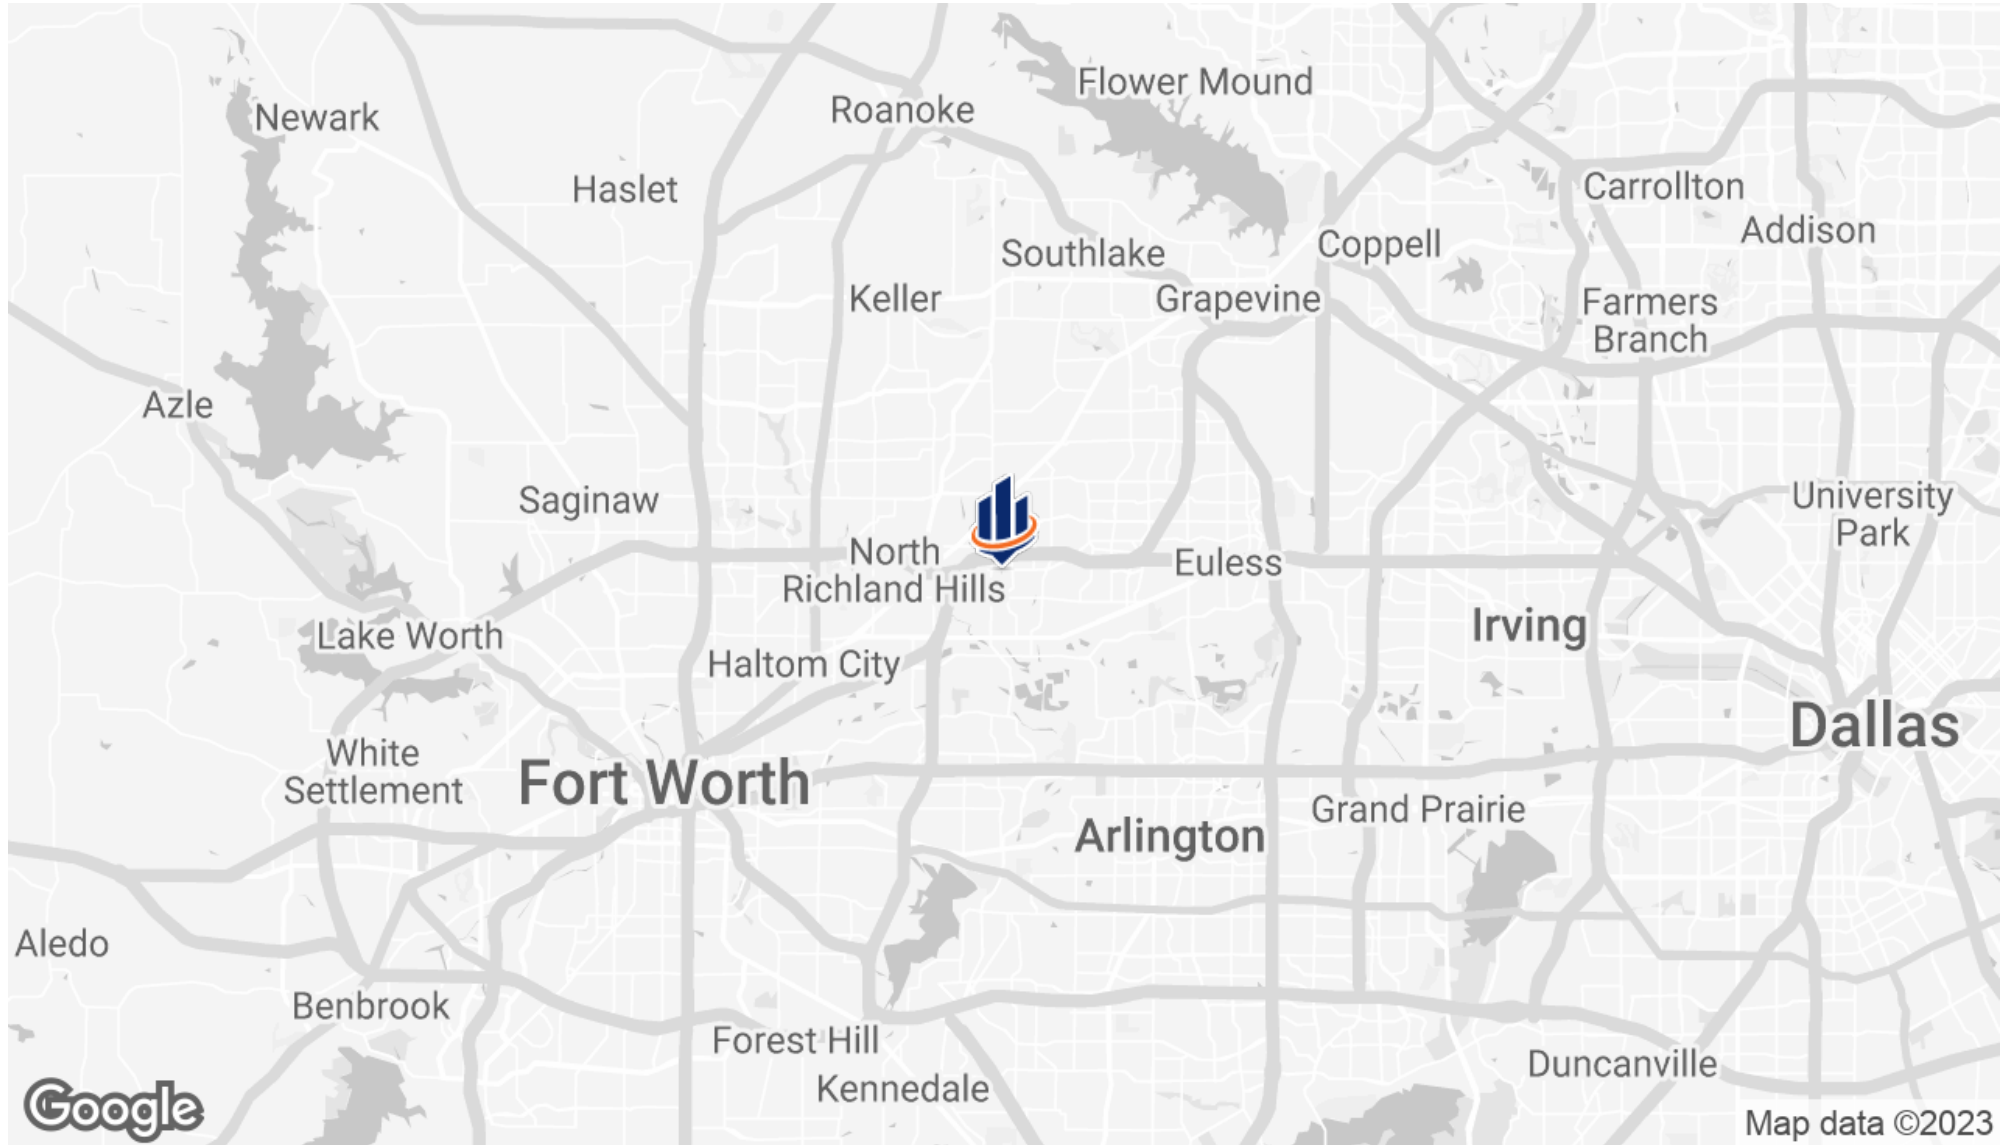 Flower Mound
Roanoke
Newark
Haslet
Carrollton
Addison
Southlake
Coppell
Keller
Grapevine
Farmers
Branch
Azle
Saginaw
University
Park
North
Richland Hills
Euless
Irving
Lake Worth
Haltom City
Dallas
White
Settlement
Fort Worth
Grand Prairie
Arlington
Aledo
Benbrook
Forest Hill
Duncanville
Kennedale
Google
Map data ©2023